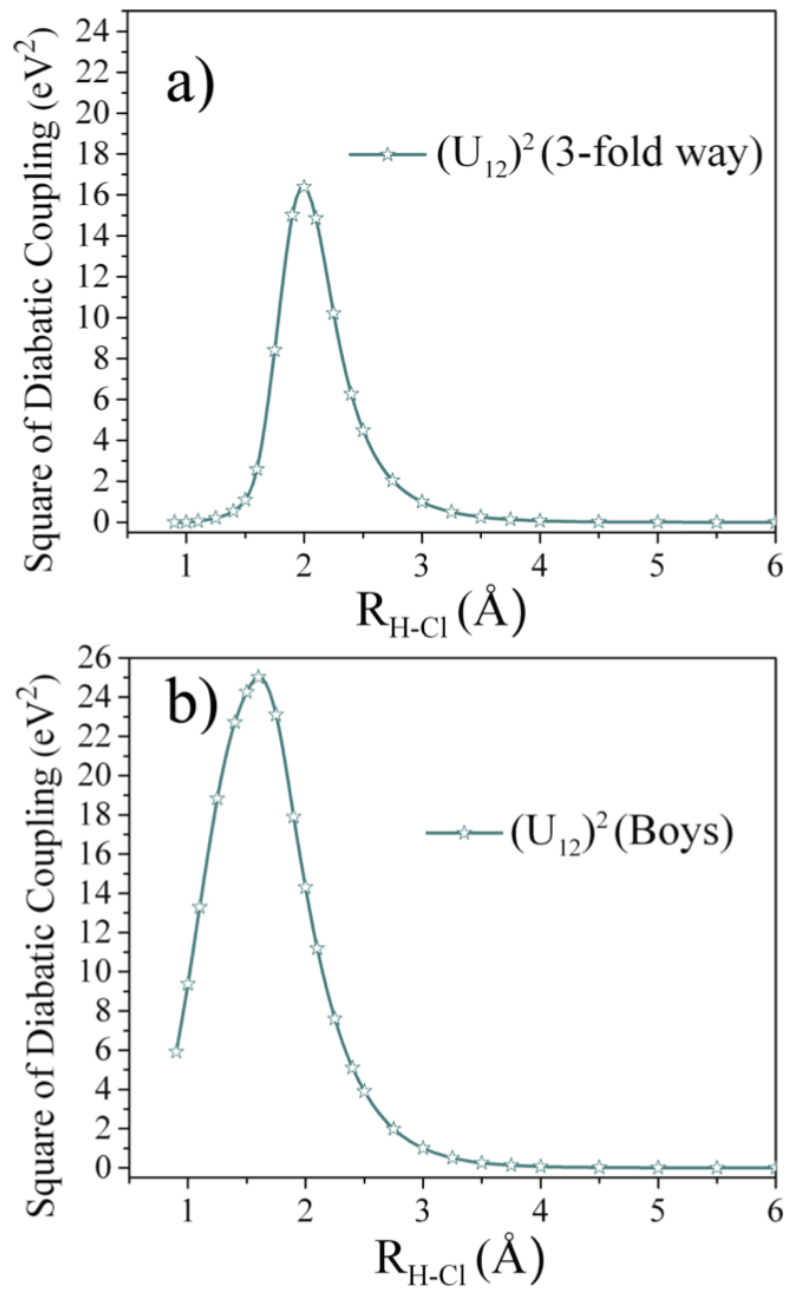 Square of Diabatic Coupling (eV²)
24
22
20
18
16
14
12
10
8
6
4
2
0
a)
(U₁₂)² (3-fold way)
1 2 3 4 5 6
R_H-Cl (Å)
Square of Diabatic Coupling (eV²)
26
24
22
20
18
16
14
12
10
8
6
4
2
0
b)
(U₁₂)² (Boys)
1 2 3 4 5 6
R_H-Cl (Å)